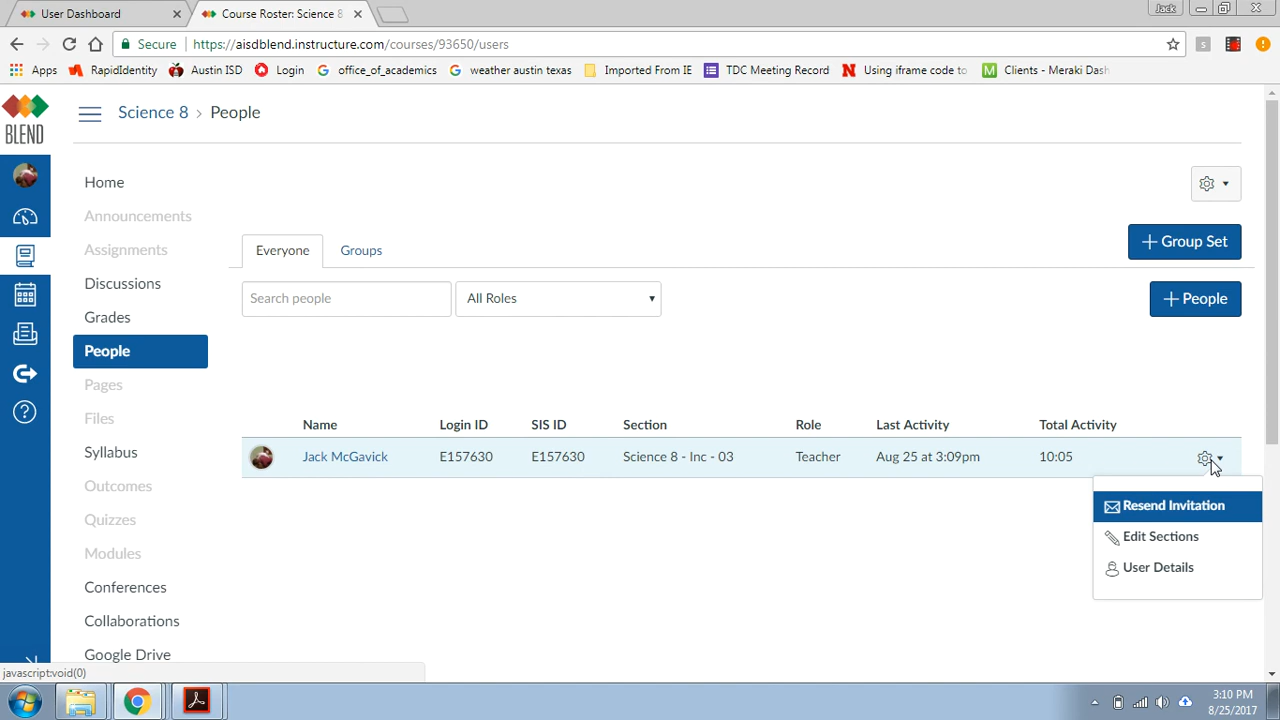 User Dashboard
Course Roster: Science 8
Jack
Secure
https://aisdblend.instructure.com/courses/93650/users
Apps
RapidIdentity
Austin ISD
Login
office_of_academics
weather austin texas
Imported From IE
TDC Meeting Record
Using iframe code to
Clients - Meraki Dash
BLEND
Science 8 › People
Home
Announcements
Assignments
Discussions
Grades
People
Pages
Files
Syllabus
Outcomes
Quizzes
Modules
Conferences
Collaborations
Google Drive
Everyone
Groups
+ Group Set
Search people
All Roles
+ People
Name Login ID SIS ID Section Role Last Activity Total Activity
Jack McGavick E157630 E157630 Science 8 - Inc - 03 Teacher Aug 25 at 3:09pm 10:05
Resend Invitation
Edit Sections
User Details
javascript:void(0)
3:10 PM
8/25/2017